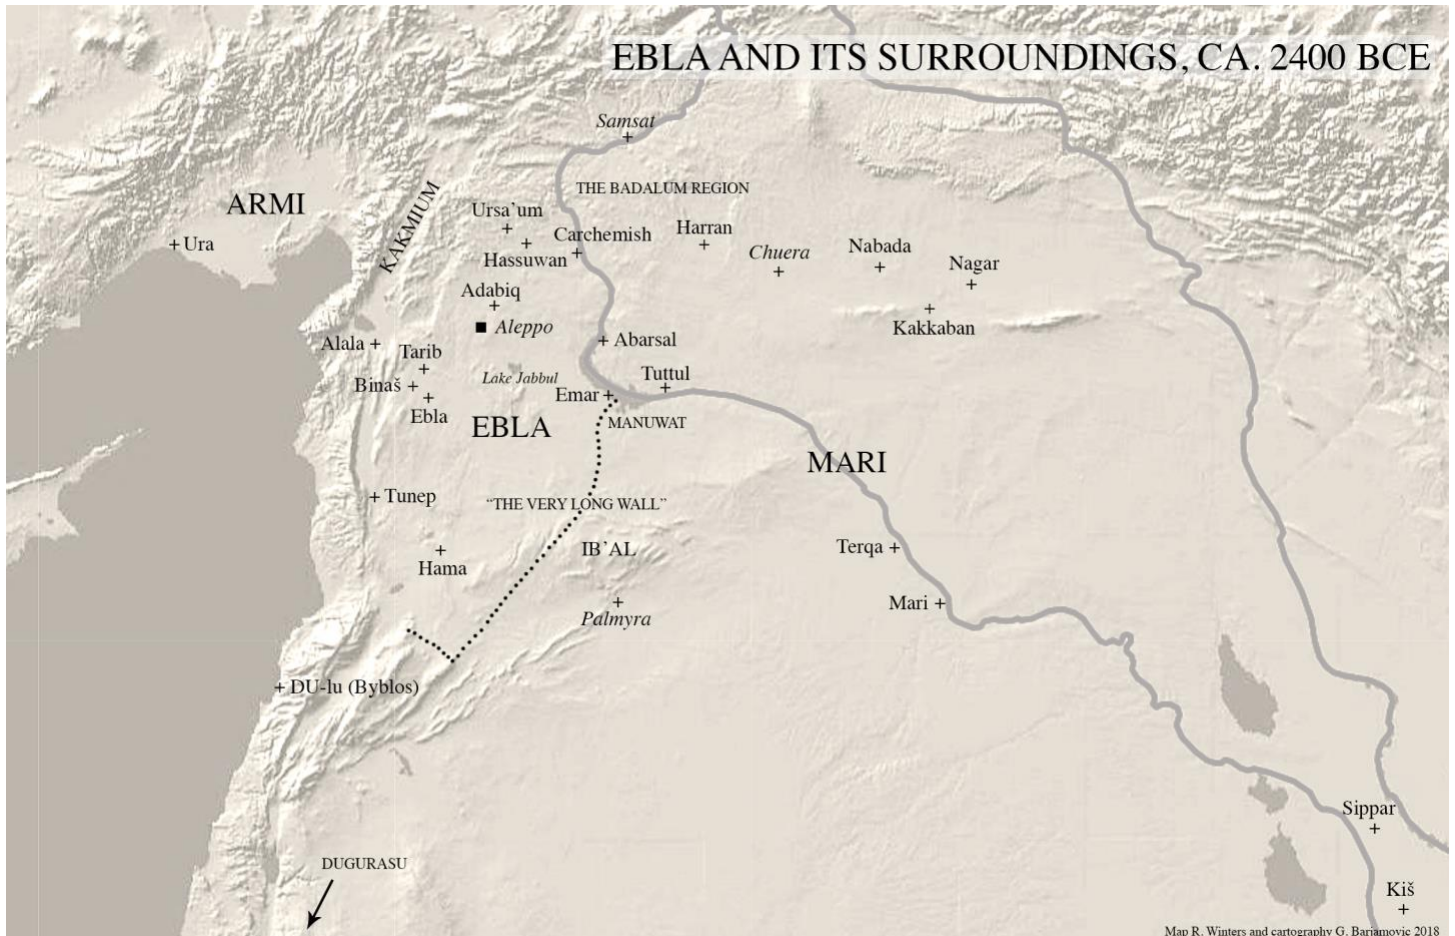 EBLA AND ITS SURROUNDINGS, CA. 2400 BCE
Samsat
THE BADALUM REGION
ARMI
KAKMIUM
Ursa’um
Ura
Carchemish
Harran
Hassuwan
Chuera
Nabada
Nagar
Adabiq
Aleppo
Kakkaban
Alala
Tarib
Abarsal
Binaš
Lake Jabbul
Tuttul
Emar
Ebla
EBLA
MANUWAT
MARI
Tunep
“THE VERY LONG WALL”
IB’AL
Terqa
Hama
Mari
Palmyra
DU-lu (Byblos)
Sippar
DUGURASU
Kiš
Map R. Winters and cartography G. Barjamovic 2018